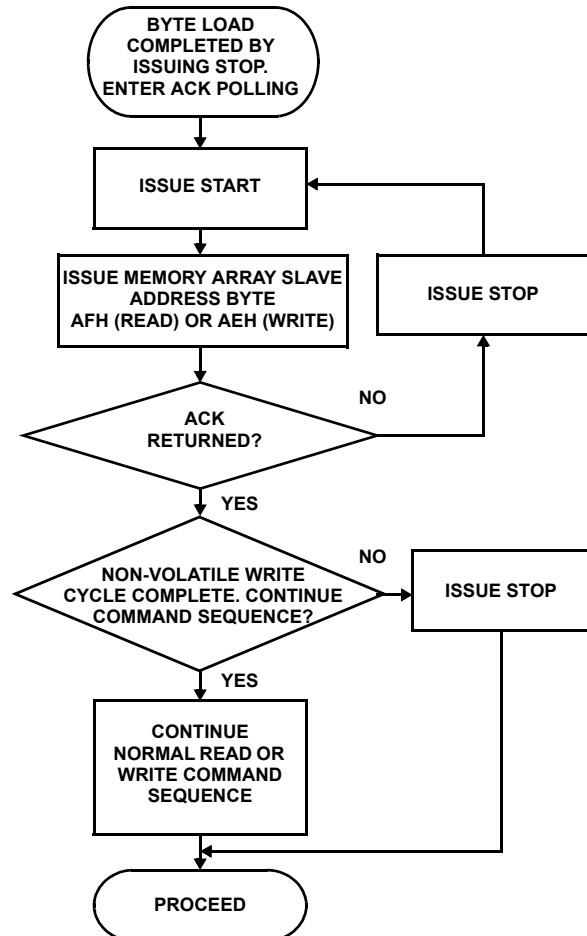 BYTE LOAD
COMPLETED BY
ISSUING STOP.
ENTER ACK POLLING
ISSUE START
ISSUE MEMORY ARRAY SLAVE
ADDRESS BYTE
AFH (READ) OR AEH (WRITE)
ISSUE STOP
NO
ACK
RETURNED?
YES
NO
NON-VOLATILE WRITE
CYCLE COMPLETE. CONTINUE
COMMAND SEQUENCE?
ISSUE STOP
YES
CONTINUE
NORMAL READ OR
WRITE COMMAND
SEQUENCE
PROCEED